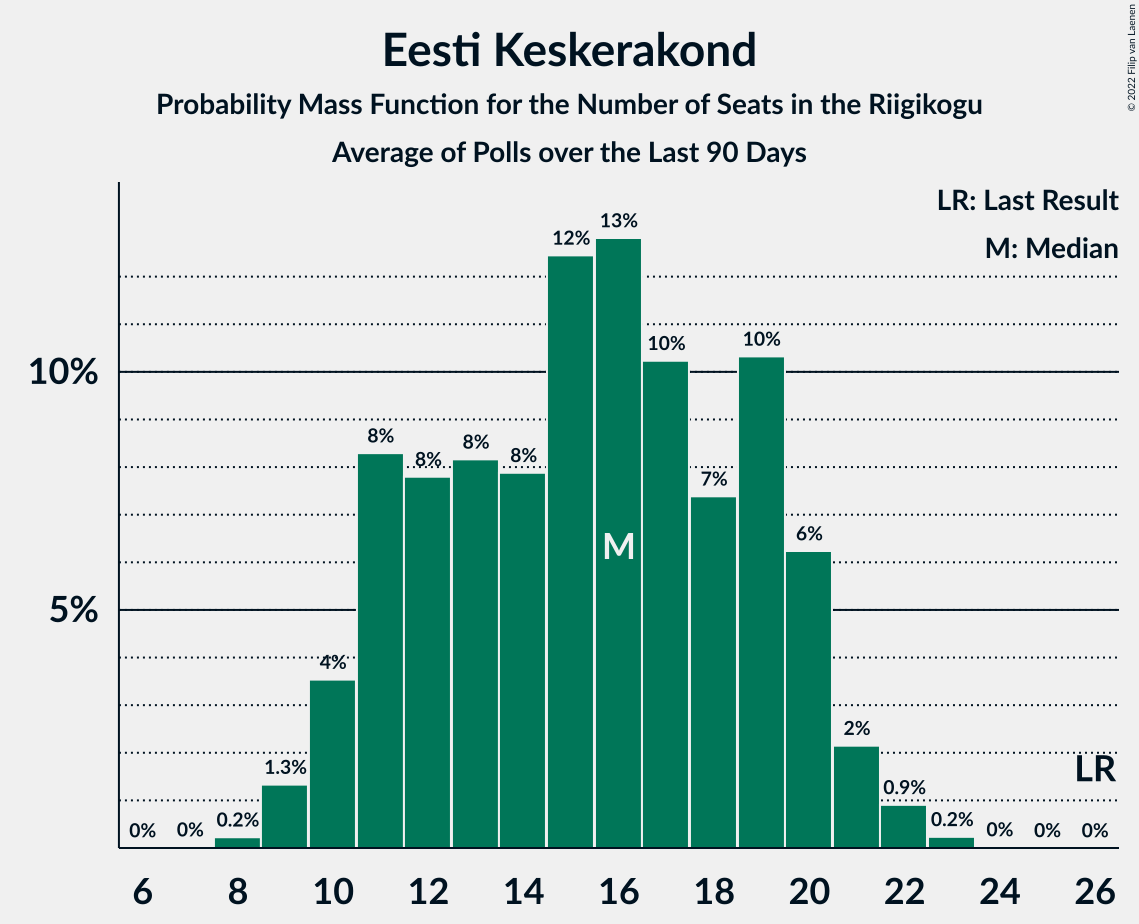 Eesti Keskerakond
Probability Mass Function for the Number of Seats in the Riigikogu
Average of Polls over the Last 90 Days
© 2022 Filip van Laenen
LR: Last Result
M: Median
10%
5%
0%
0%
0.2%
1.3%
4%
8%
8%
8%
8%
12%
13%
10%
7%
10%
6%
2%
0.9%
0.2%
0%
0%
0%
M
LR
6 8 10 12 14 16 18 20 22 24 26